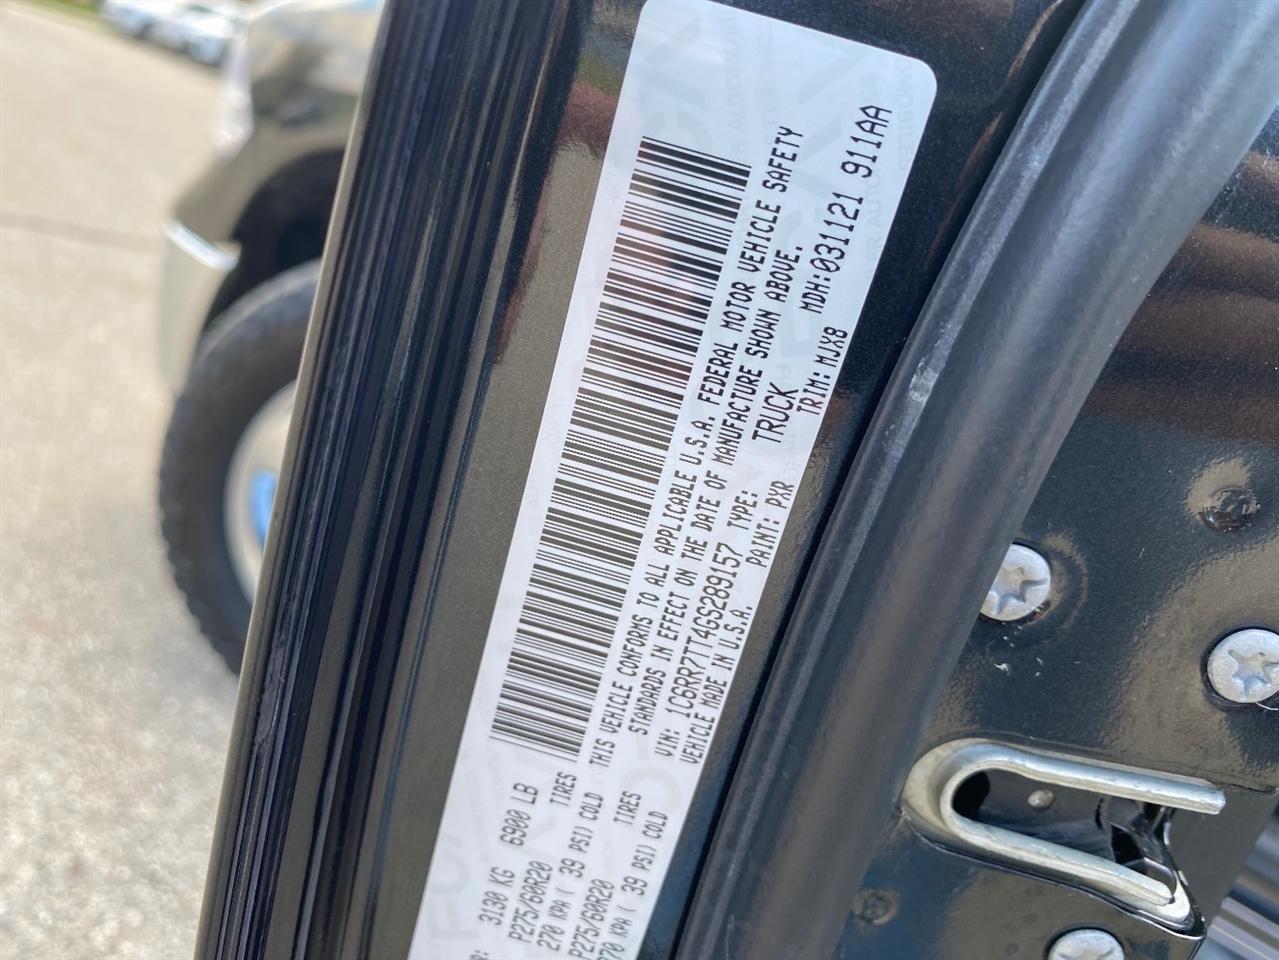 3130 KG 6900 LB
P275/60R20 TIRES
270 KPA ( 39 PSI) COLD
P275/60R20 TIRES
270 KPA ( 39 PSI) COLD
THIS VEHICLE CONFORMS TO ALL APPLICABLE U.S.A. FEDERAL MOTOR VEHICLE SAFETY
STANDARDS IN EFFECT ON THE DATE OF MANUFACTURE SHOWN ABOVE.
VIN: 1C6RR7TT4GS289157 TYPE: TRUCK MDH:031121 911AA
VEHICLE MADE IN U.S.A. PAINT: PXR TRIM: MJX8